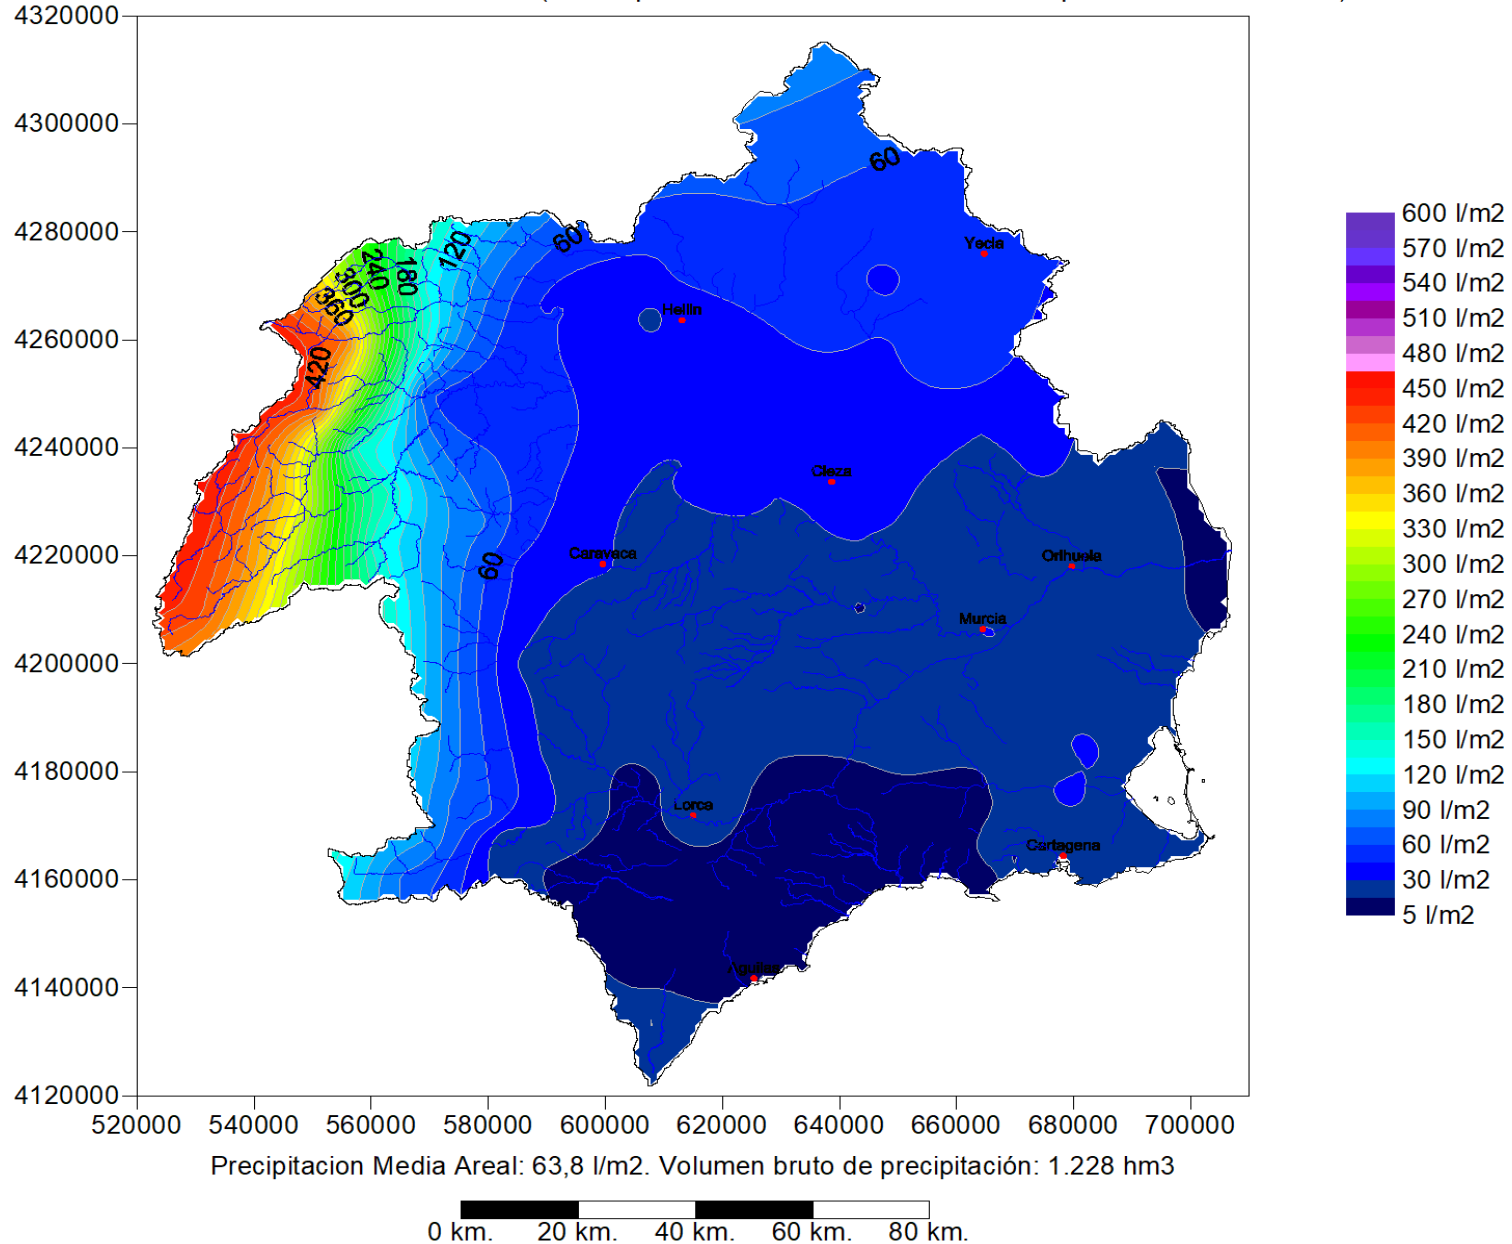 4320000
4300000
4280000
4260000
4240000
4220000
4200000
4180000
4160000
4140000
4120000
520000 540000 560000 580000 600000 620000 640000 660000 680000 700000
60
60
120
180
240
300
360
420
60
Yecla
Hellin
Cieza
Caravaca
Orihuela
Murcia
Lorca
Cartagena
Aguilas
600 l/m2
570 l/m2
540 l/m2
510 l/m2
480 l/m2
450 l/m2
420 l/m2
390 l/m2
360 l/m2
330 l/m2
300 l/m2
270 l/m2
240 l/m2
210 l/m2
180 l/m2
150 l/m2
120 l/m2
90 l/m2
60 l/m2
30 l/m2
5 l/m2
Precipitacion Media Areal: 63,8 l/m2. Volumen bruto de precipitación: 1.228 hm3
0 km. 20 km. 40 km. 60 km. 80 km.